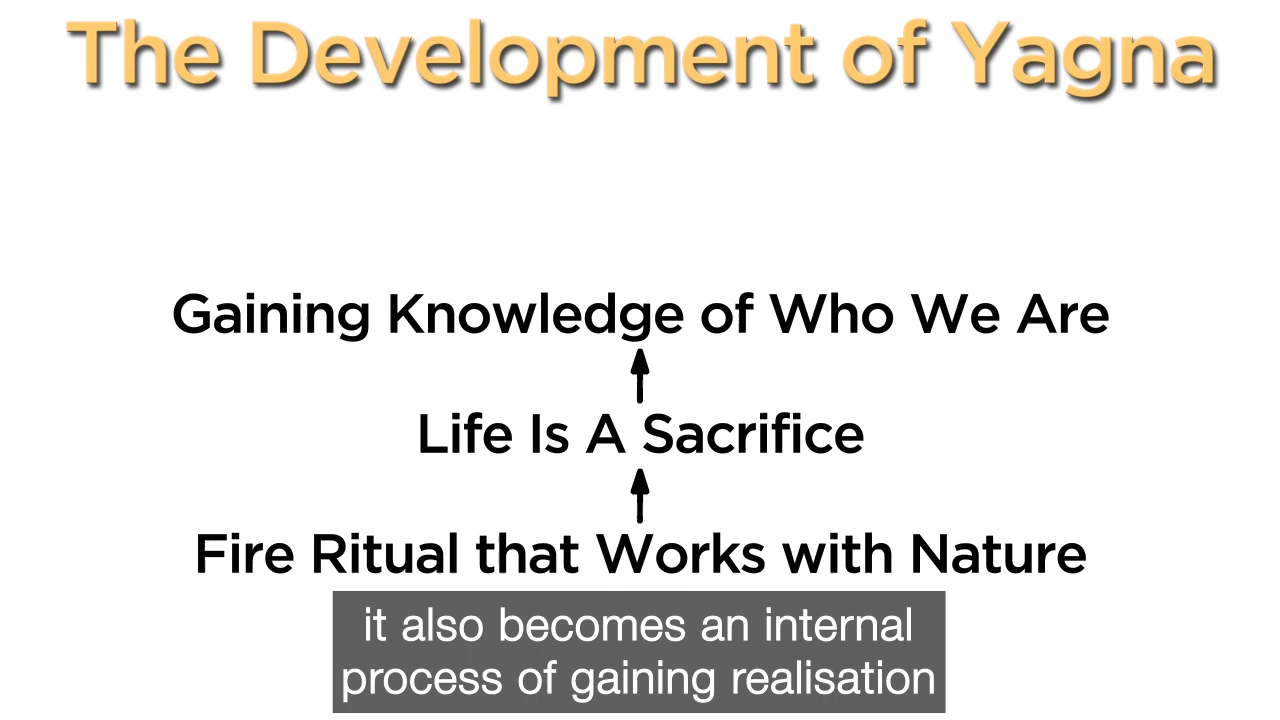 The Development of Yagna
Gaining Knowledge of Who We Are
Life Is A Sacrifice
Fire Ritual that Works with Nature
it also becomes an internal
process of gaining realisation